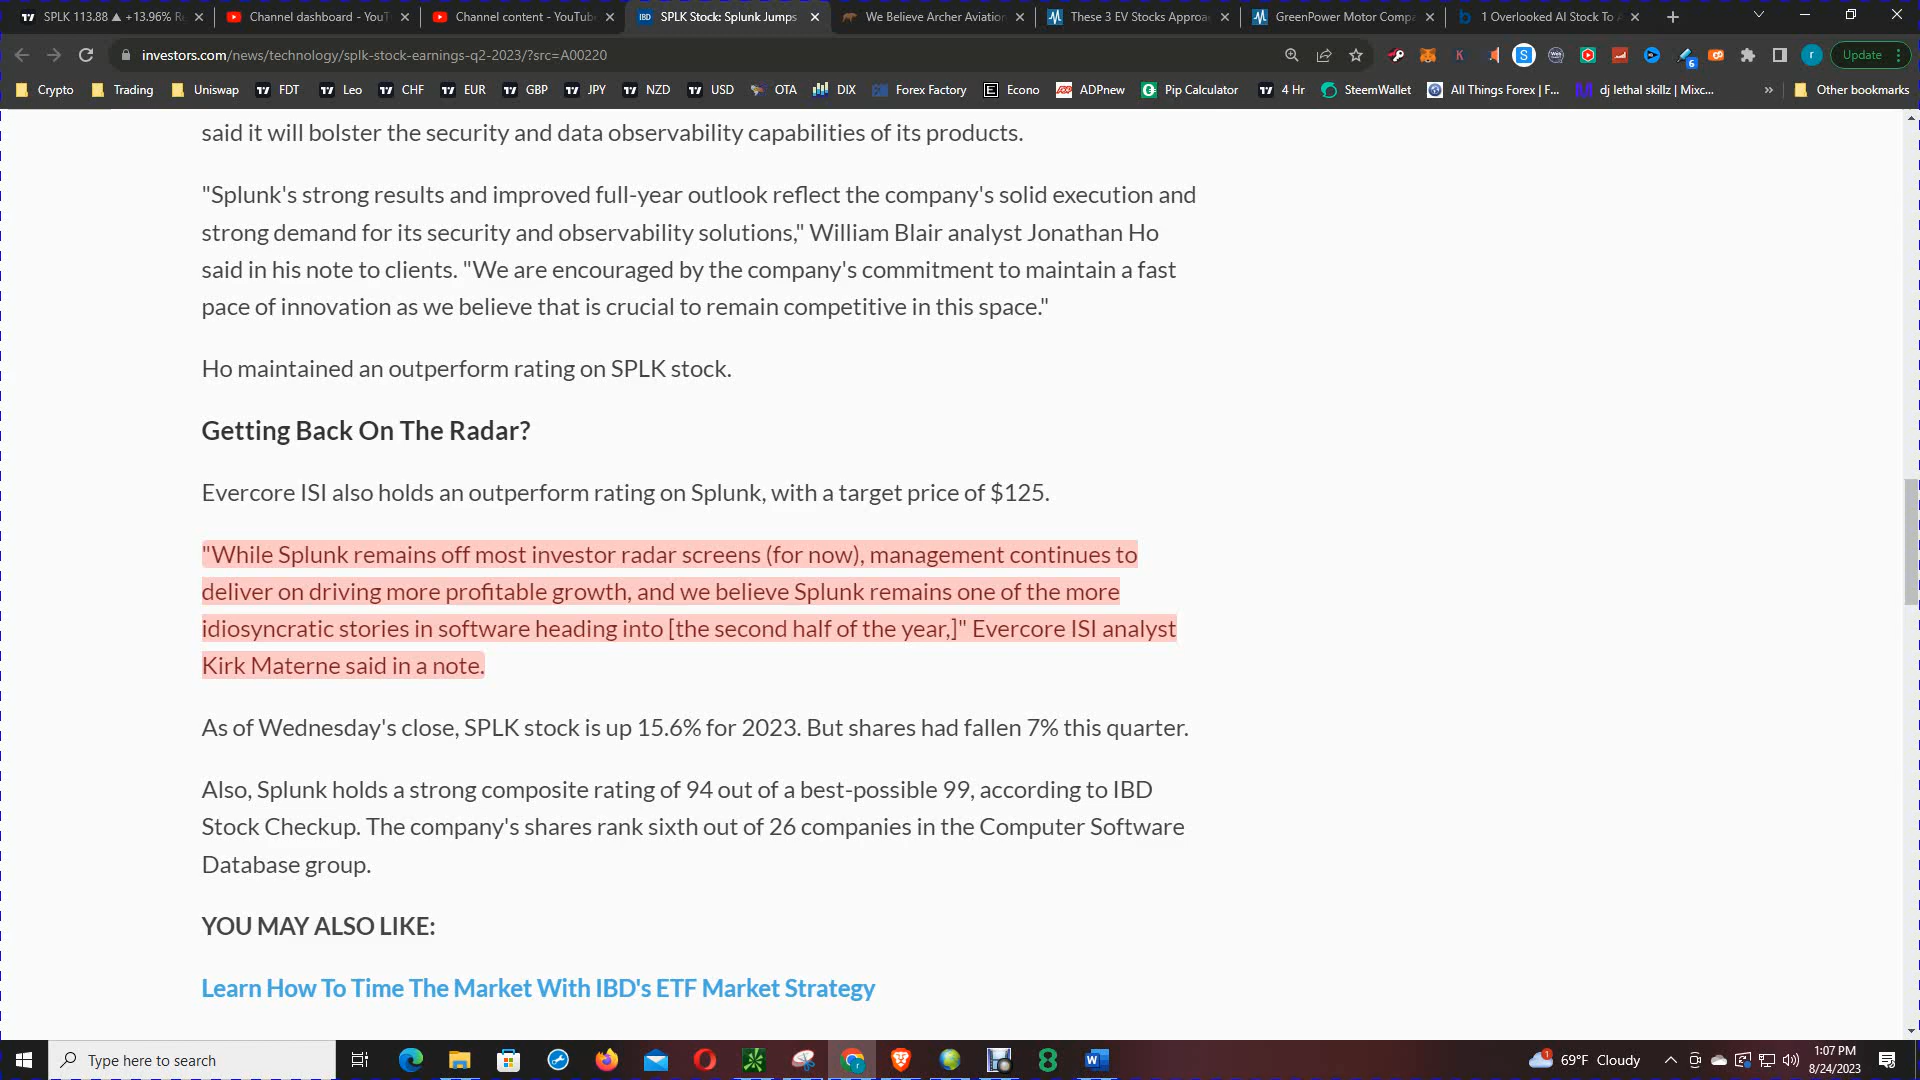 SPLK 113.88 ▲ +13.96% R
Channel dashboard - YouT
Channel content - YouTube
IBD SPLK Stock: Splunk Jumps
We Believe Archer Aviation
These 3 EV Stocks Approa
GreenPower Motor Compa
1 Overlooked AI Stock To
investors.com/news/technology/splk-stock-earnings-q2-2023/?src=A00220
Update
Crypto
Trading
Uniswap
FDT
Leo
CHF
EUR
GBP
JPY
NZD
USD
OTA
DIX
Forex Factory
Econo
ADPnew
Pip Calculator
4 Hr
SteemWallet
All Things Forex | F...
dj lethal skillz | Mixc...
»
Other bookmarks
said it will bolster the security and data observability capabilities of its products.
"Splunk's strong results and improved full-year outlook reflect the company's solid execution and
strong demand for its security and observability solutions," William Blair analyst Jonathan Ho
said in his note to clients. "We are encouraged by the company's commitment to maintain a fast
pace of innovation as we believe that is crucial to remain competitive in this space."
Ho maintained an outperform rating on SPLK stock.
Getting Back On The Radar?
Evercore ISI also holds an outperform rating on Splunk, with a target price of $125.
"While Splunk remains off most investor radar screens (for now), management continues to
deliver on driving more profitable growth, and we believe Splunk remains one of the more
idiosyncratic stories in software heading into [the second half of the year,]" Evercore ISI analyst
Kirk Materne said in a note.
As of Wednesday's close, SPLK stock is up 15.6% for 2023. But shares had fallen 7% this quarter.
Also, Splunk holds a strong composite rating of 94 out of a best-possible 99, according to IBD
Stock Checkup. The company's shares rank sixth out of 26 companies in the Computer Software
Database group.
YOU MAY ALSO LIKE:
Learn How To Time The Market With IBD's ETF Market Strategy
Type here to search
69°F Cloudy
1:07 PM
8/24/2023